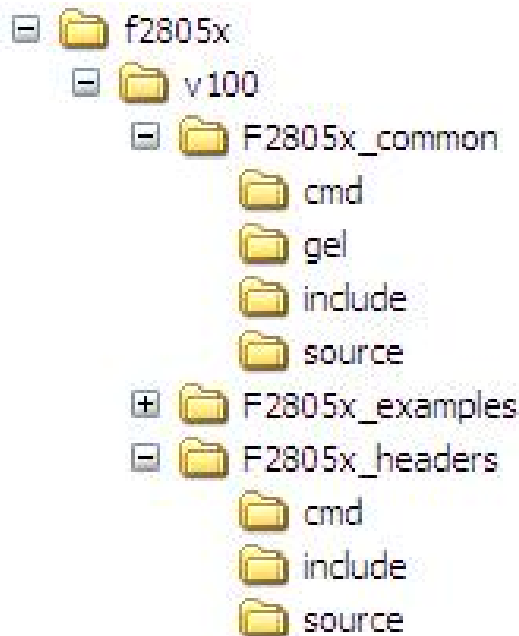 f2805x
v100
F2805x_common
cmd
gel
include
source
F2805x_examples
F2805x_headers
cmd
include
source